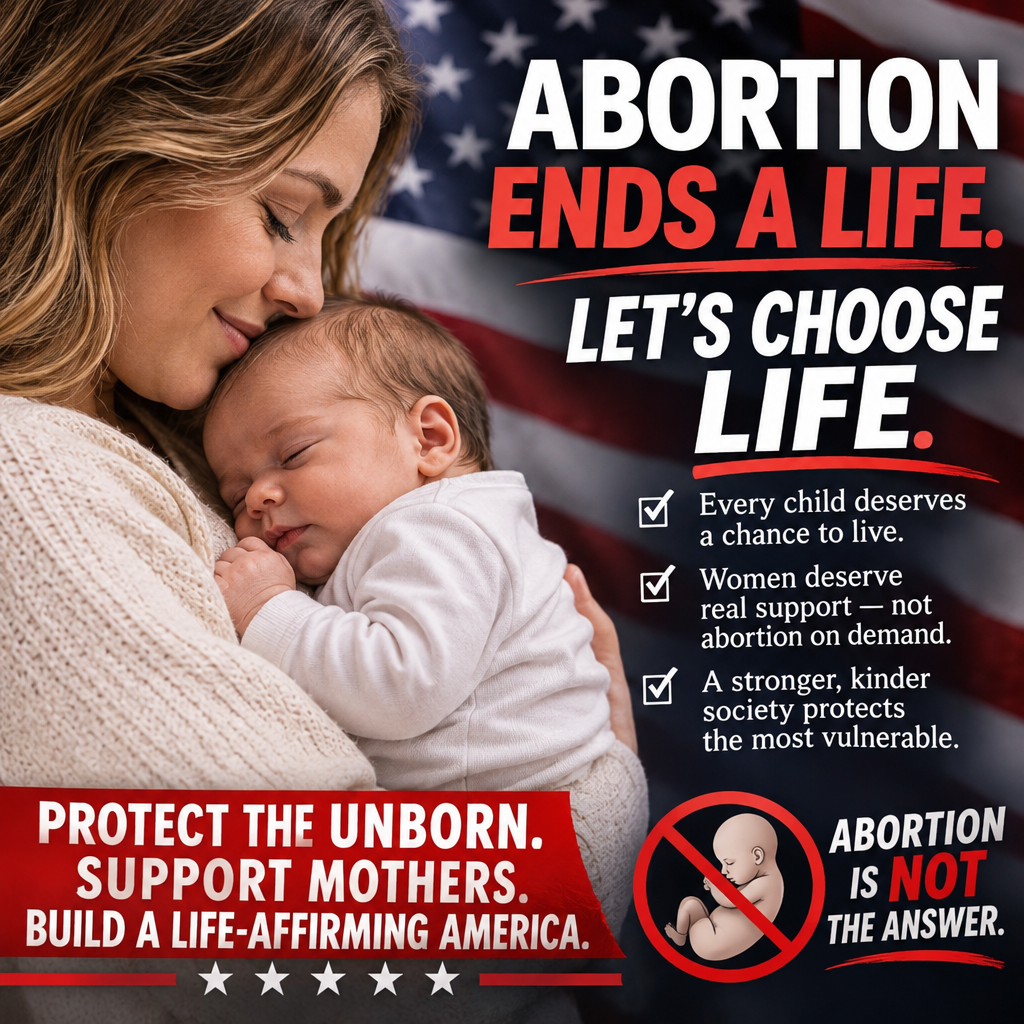 ABORTION
ENDS A LIFE.
LET'S CHOOSE
LIFE.
Every child deserves
a chance to live.
Women deserve
real support — not
abortion on demand.
A stronger, kinder
society protects
the most vulnerable.
PROTECT THE UNBORN.
SUPPORT MOTHERS.
BUILD A LIFE-AFFIRMING AMERICA.
ABORTION
IS NOT
THE ANSWER.